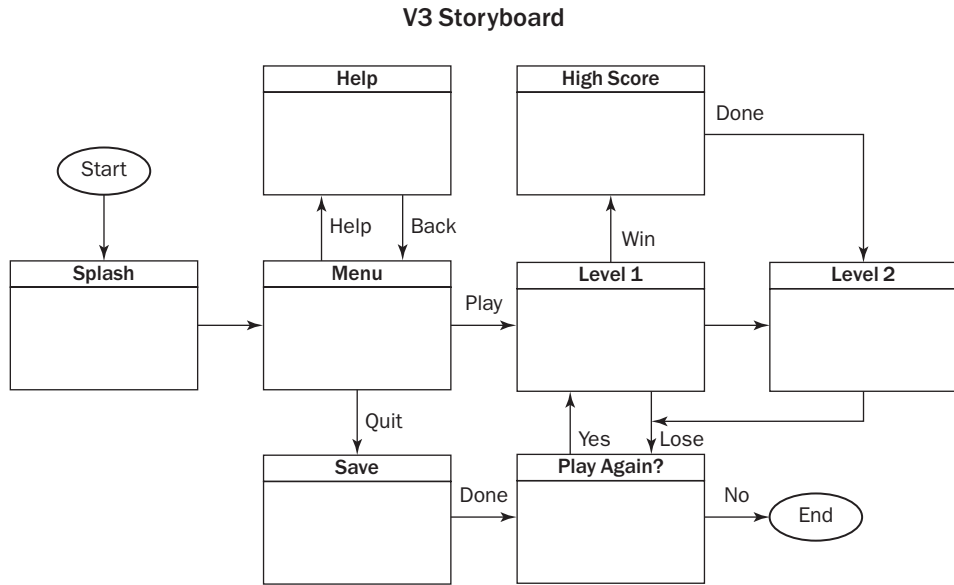 V3 Storyboard
Help
High Score
Done
Start
Help
Back
Win
Splash
Menu
Level 1
Level 2
Play
Quit
Yes
Lose
Save
Play Again?
Done
No
End